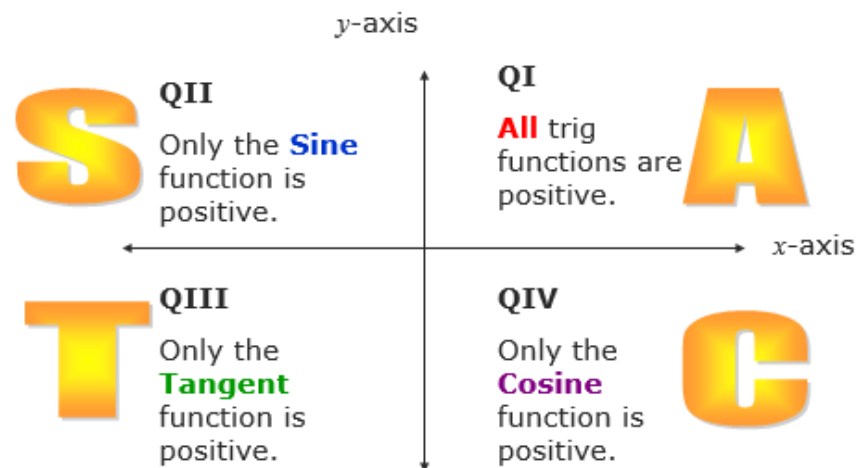 y-axis
S
QII
Only the Sine
function is
positive.
QI
All trig
functions are
positive.
A
x-axis
T
QIII
Only the
Tangent
function is
positive.
QIV
Only the
Cosine
function is
positive.
C